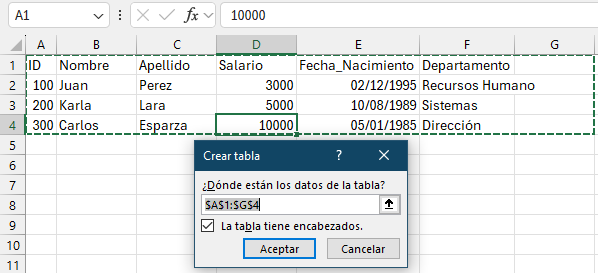 A1 fx 10000
A B C D E F G
1 ID Nombre Apellido Salario Fecha_Nacimiento Departamento
2 100 Juan Perez 3000 02/12/1995 Recursos Humano
3 200 Karla Lara 5000 10/08/1989 Sistemas
4 300 Carlos Esparza 10000 05/01/1985 Dirección
5
6
7
8
9
10
11
Crear tabla ?
¿Dónde están los datos de la tabla?
$A$1:$G$4
La tabla tiene encabezados.
Aceptar Cancelar